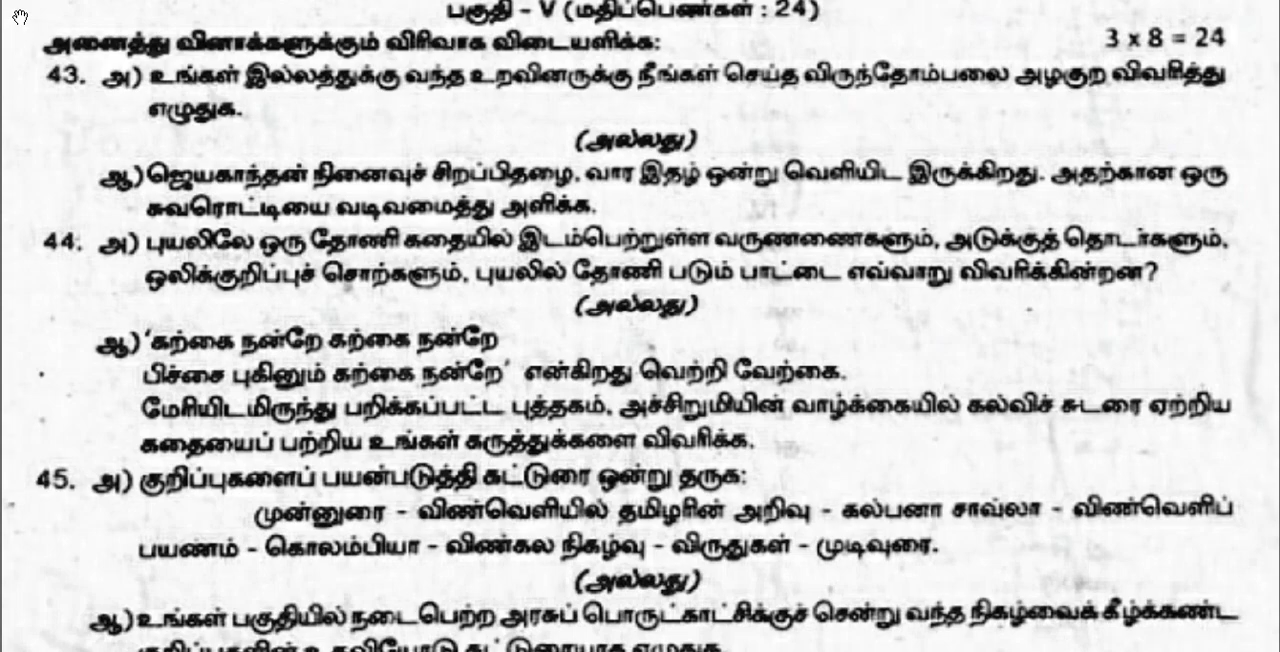 பகுதி - V (மதிப்பெண்கள் : 24)
அனைத்து வினாக்களுக்கும் விரிவாக விடையளிக்க: 3 x 8 = 24
43. அ) உங்கள் இல்லத்துக்கு வந்த உறவினருக்கு நீங்கள் செய்த விருந்தோம்பலை அழகுற விவரித்து
எழுதுக.
(அல்லது)
ஆ) ஜெயகாந்தன் நினைவுச் சிறப்பிதழை, வார இதழ் ஒன்று வெளியிட இருக்கிறது. அதற்கான ஒரு
சுவரொட்டியை வடிவமைத்து அளிக்க.
44. அ) புயலிலே ஒரு தோணி கதையில் இடம்பெற்றுள்ள வருணணைகளும், அடுக்குத் தொடர்களும்,
ஒலிக்குறிப்புச் சொற்களும், புயலில் தோணி படும் பாட்டை எவ்வாறு விவரிக்கின்றன?
(அல்லது)
ஆ) 'கற்கை நன்றே கற்கை நன்றே
பிச்சை புகினும் கற்கை நன்றே' என்கிறது வெற்றி வேற்கை.
மேரியிடமிருந்து பறிக்கப்பட்ட புத்தகம், அச்சிறுமியின் வாழ்க்கையில் கல்விச் சுடரை ஏற்றிய
கதையைப் பற்றிய உங்கள் கருத்துக்களை விவரிக்க.
45. அ) குறிப்புகளைப் பயன்படுத்தி கட்டுரை ஒன்று தருக:
முன்னுரை - விண்வெளியில் தமிழரின் அறிவு - கல்பனா சாவ்லா - விண்வெளிப்
பயணம் - கொலம்பியா - விண்கல நிகழ்வு - விருதுகள் - முடிவுரை.
(அல்லது)
ஆ) உங்கள் பகுதியில் நடைபெற்ற அரசுப் பொருட்காட்சிக்குச் சென்று வந்த நிகழ்வைக் கீழ்க்கண்ட